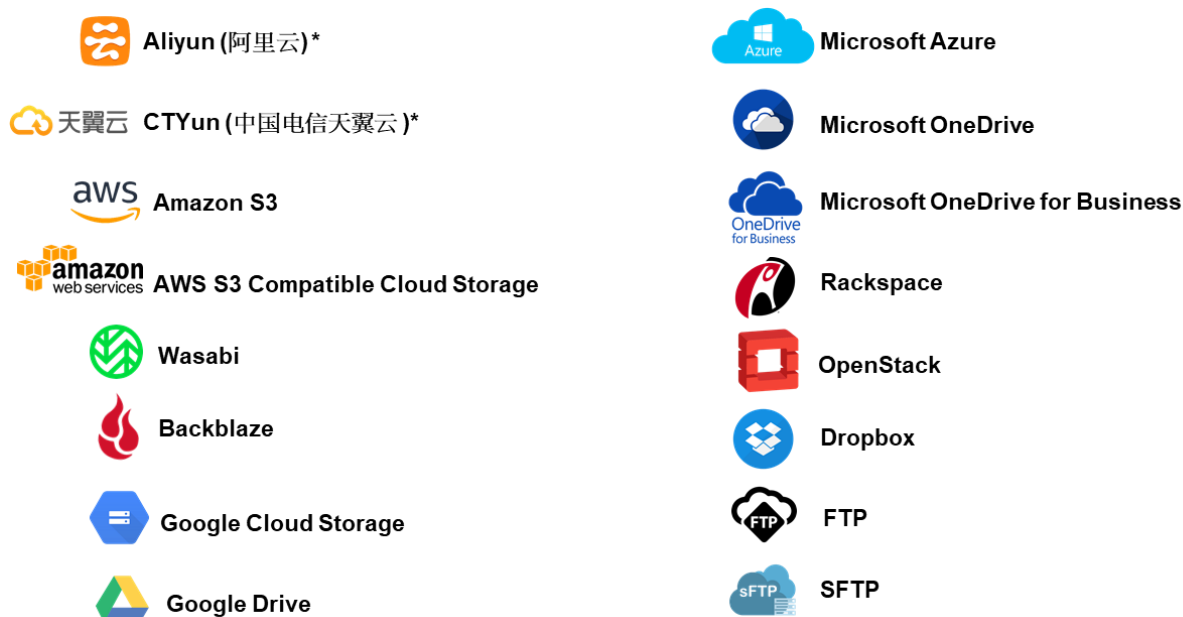 Aliyun (阿里云)*
天翼云 CTYun (中国电信天翼云 )*
aws Amazon S3
amazon
web services AWS S3 Compatible Cloud Storage
Wasabi
Backblaze
Google Cloud Storage
Google Drive
Azure Microsoft Azure
Microsoft OneDrive
OneDrive
for Business Microsoft OneDrive for Business
Rackspace
OpenStack
Dropbox
FTP FTP
sFTP SFTP